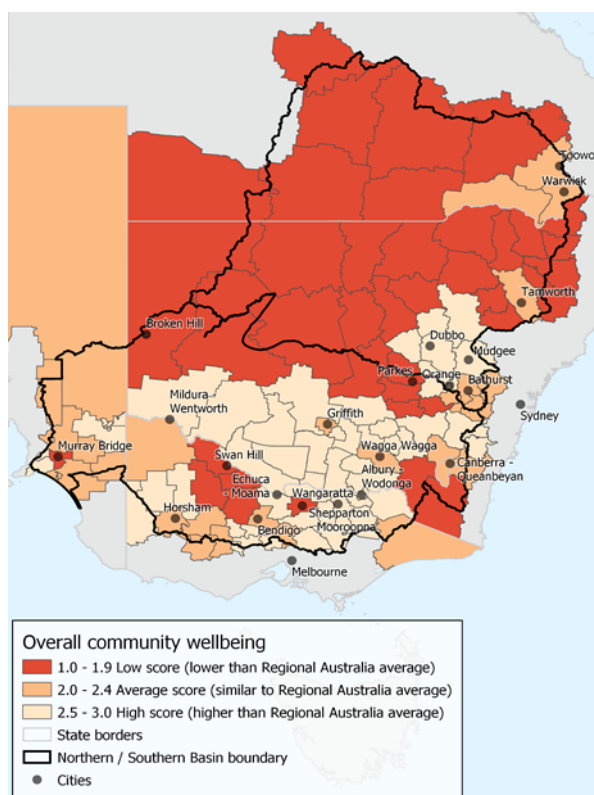 Toowo
Warwick
Tamworth
Broken Hill
Dubbo
Mudgee
Parkes
Orange
Bathurst
Sydney
Mildura -
Wentworth
Griffith
Murray Bridge
Swan Hill
Wagga Wagga
Canberra -
Queanbeyan
Echuca
- Moama
Albury -
Wodonga
Wangaratta
Horsham
Shepparton
- Mooroopna
Bendigo
Melbourne
Overall community wellbeing
1.0 - 1.9 Low score (lower than Regional Australia average)
2.0 - 2.4 Average score (similar to Regional Australia average)
2.5 - 3.0 High score (higher than Regional Australia average)
State borders
Northern / Southern Basin boundary
Cities